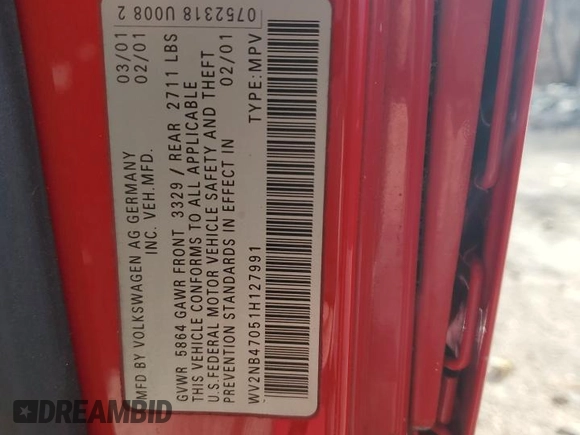 MFD BY VOLKSWAGEN AG GERMANY 03/01
INC. VEH.MFD. 02/01
GVWR 5864 GAWR FRONT 3329 / REAR 2711 LBS
THIS VEHICLE CONFORMS TO ALL APPLICABLE
U.S.FEDERAL MOTOR VEHICLE SAFETY AND THEFT
PREVENTION STANDARDS IN EFFECT IN 02/01
WV2NB47051H127991 TYPE:MPV
0752318 U008 2
DREAMBID